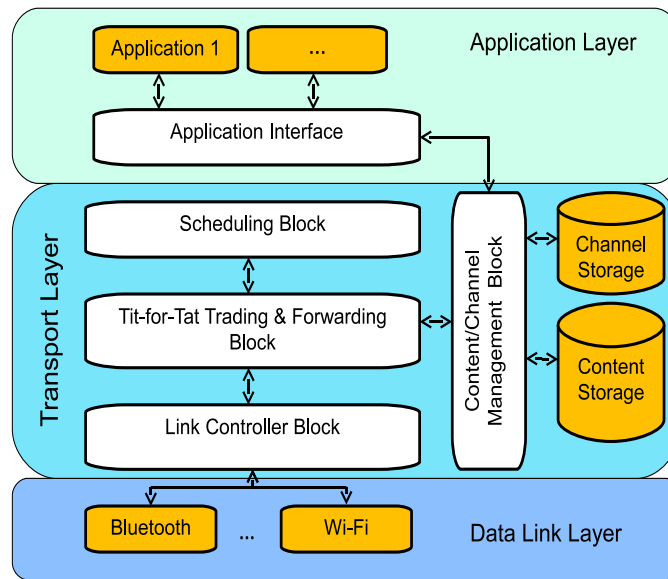 Application 1
...
Application Layer
Application Interface
Transport Layer
Scheduling Block
Tit-for-Tat Trading & Forwarding
Block
Link Controller Block
Content/Channel
Management Block
Channel
Storage
Content
Storage
Bluetooth
...
Wi-Fi
Data Link Layer